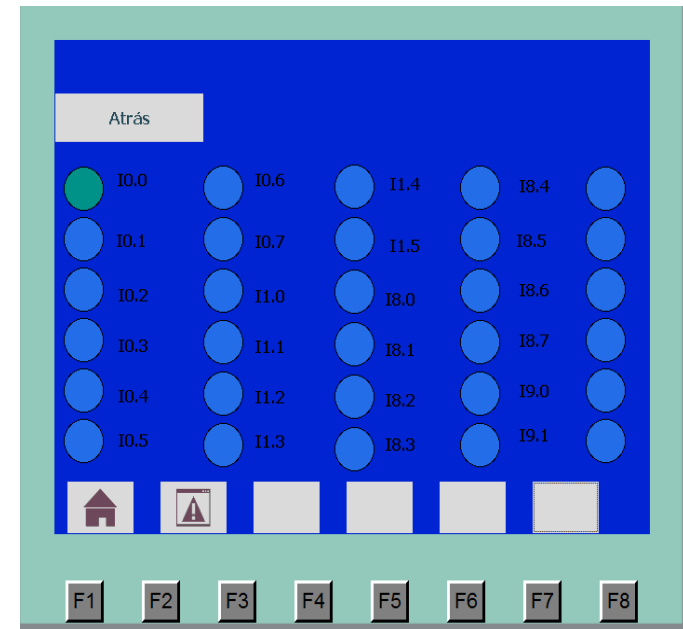 Atrás
I0.0 I0.6 I1.4 I8.4
I0.1 I0.7 I1.5 I8.5
I0.2 I1.0 I8.0 I8.6
I0.3 I1.1 I8.1 I8.7
I0.4 I1.2 I8.2 I9.0
I0.5 I1.3 I8.3 I9.1
F1 F2 F3 F4 F5 F6 F7 F8